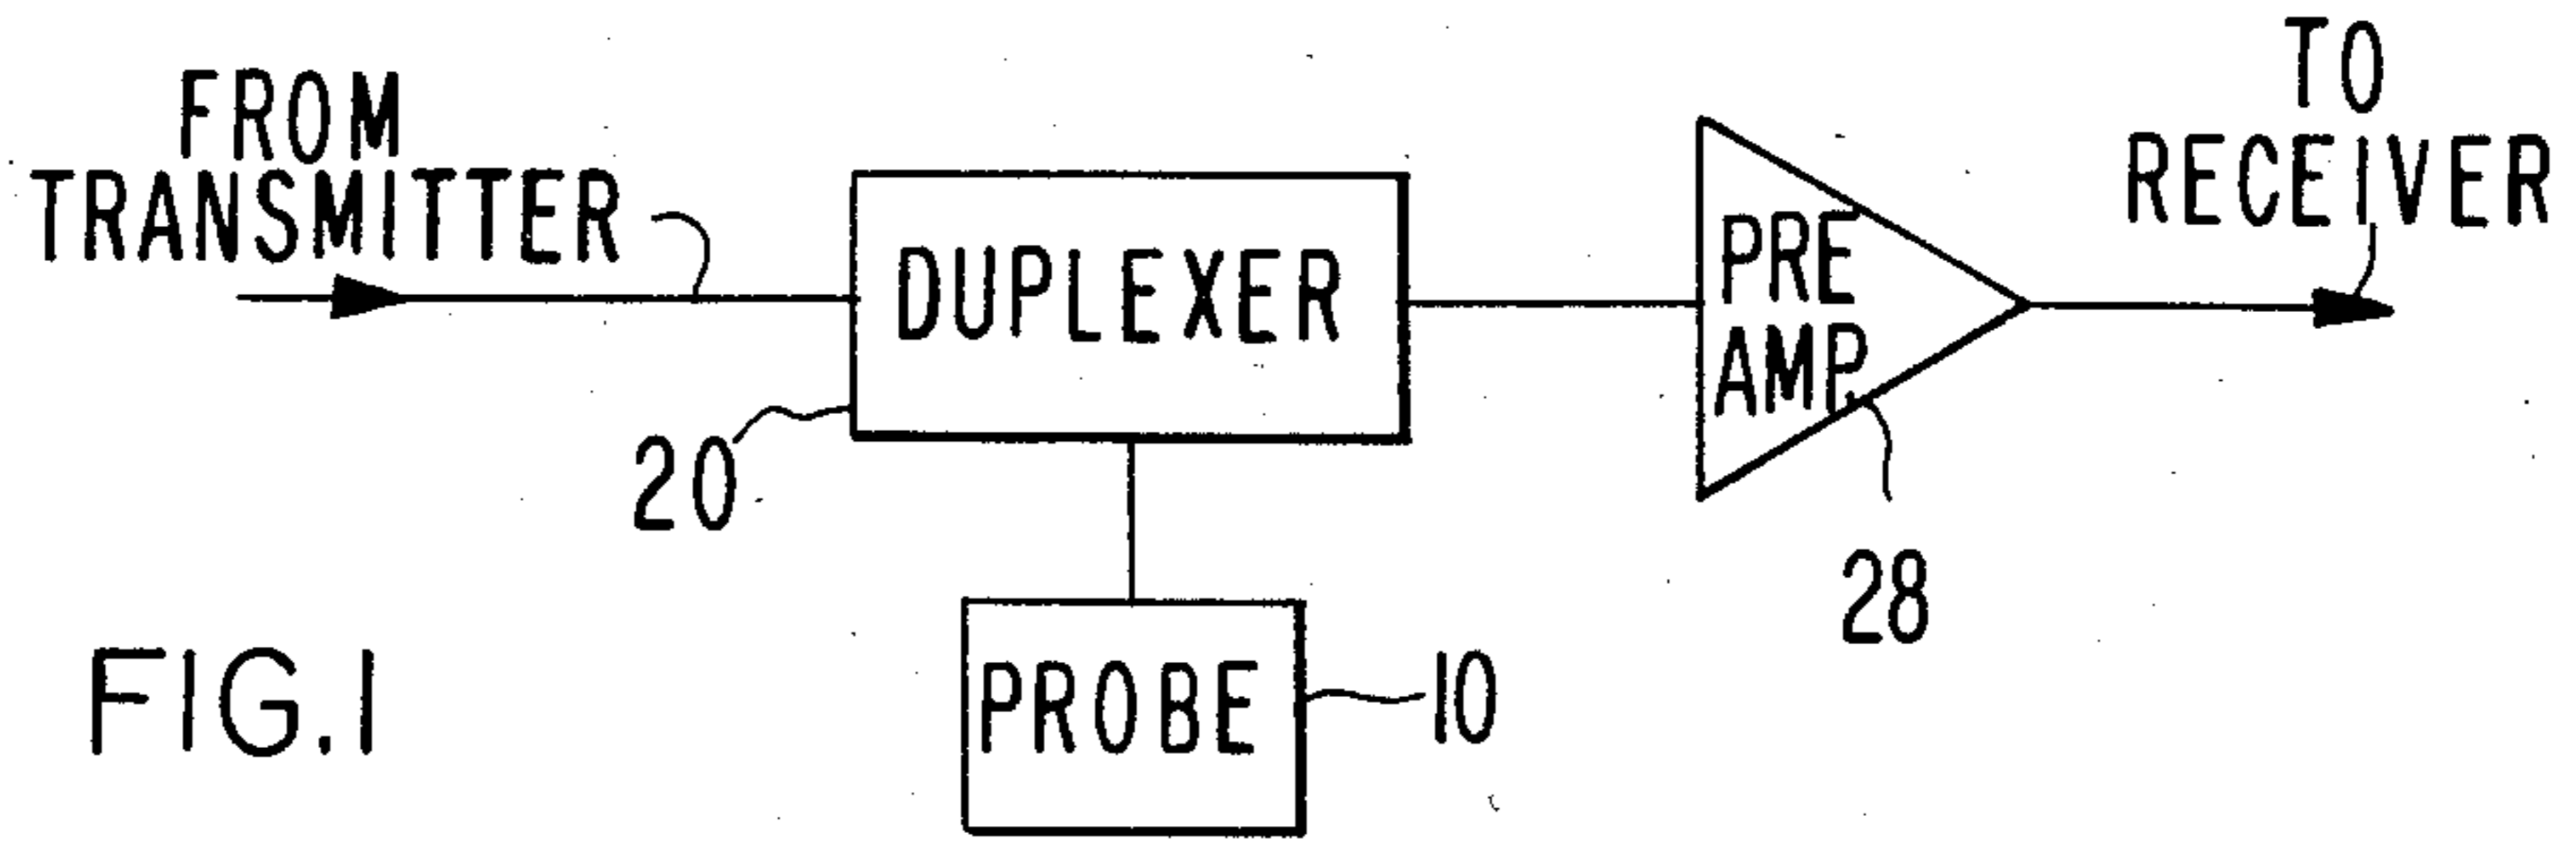 FROM
TRANSMITTER
TO
RECEIVER
DUPLEXER
PRE
AMP.
20
28
PROBE
10
FIG.1